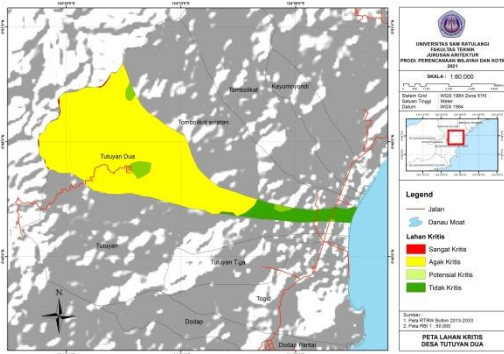 Tombolikat
Kayumoyondi
Tombolikat selatan
Tutuyan Dua
Tutuyan
Tutuyan Tiga
Togid
Dodap
Dodap Pantai
N
UNIVERSITAS SAM RATULANGI
FAKULTAS TEKNIK
JURUSAN ARITEKTUR
PRODI. PERENCANAAN WILAYAH DAN KOTA
2021
SKALA : 1:60.000
Sistem Grid : WGS 1984 Zona 51N
Satuan Tinggi : Meter
Datum : WGS 1984
Legend
Jalan
Danau Moat
Lahan Kritis
Sangat Kritis
Agak Kritis
Potensial Kritis
Tidak Kritis
Sumber :
1. Peta RTRW Boltim 2013-2033
2. Peta RBI 1 : 50.000
PETA LAHAN KRITIS
DESA TUTUYAN DUA